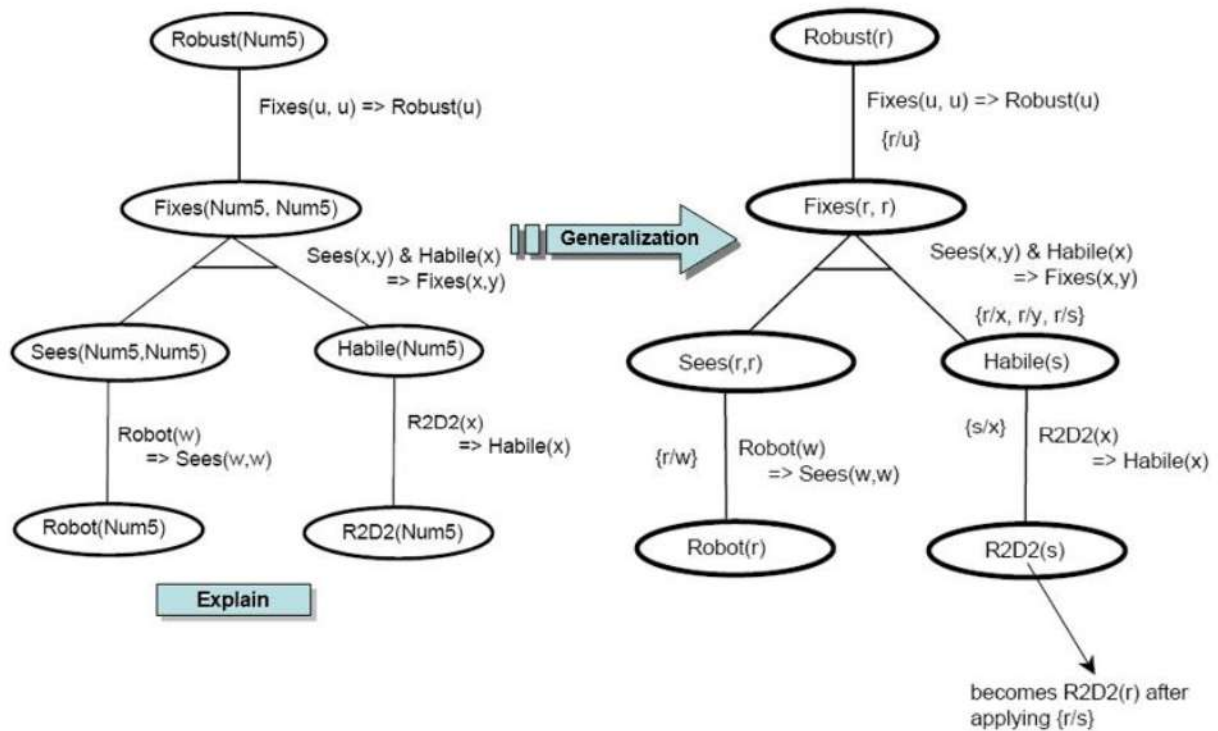 Robust(Num5)
Fixes(u, u) => Robust(u)
Fixes(Num5, Num5)
Sees(x,y) & Habile(x)
=> Fixes(x,y)
Sees(Num5,Num5)
Habile(Num5)
Robot(w)
=> Sees(w,w)
R2D2(x)
=> Habile(x)
Robot(Num5)
R2D2(Num5)
Explain
Generalization
Robust(r)
Fixes(u, u) => Robust(u)
{r/u}
Fixes(r, r)
Sees(x,y) & Habile(x)
=> Fixes(x,y)
{r/x, r/y, r/s}
Sees(r,r)
Habile(s)
{r/w}
Robot(w)
=> Sees(w,w)
{s/x}
R2D2(x)
=> Habile(x)
Robot(r)
R2D2(s)
becomes R2D2(r) after
applying {r/s}